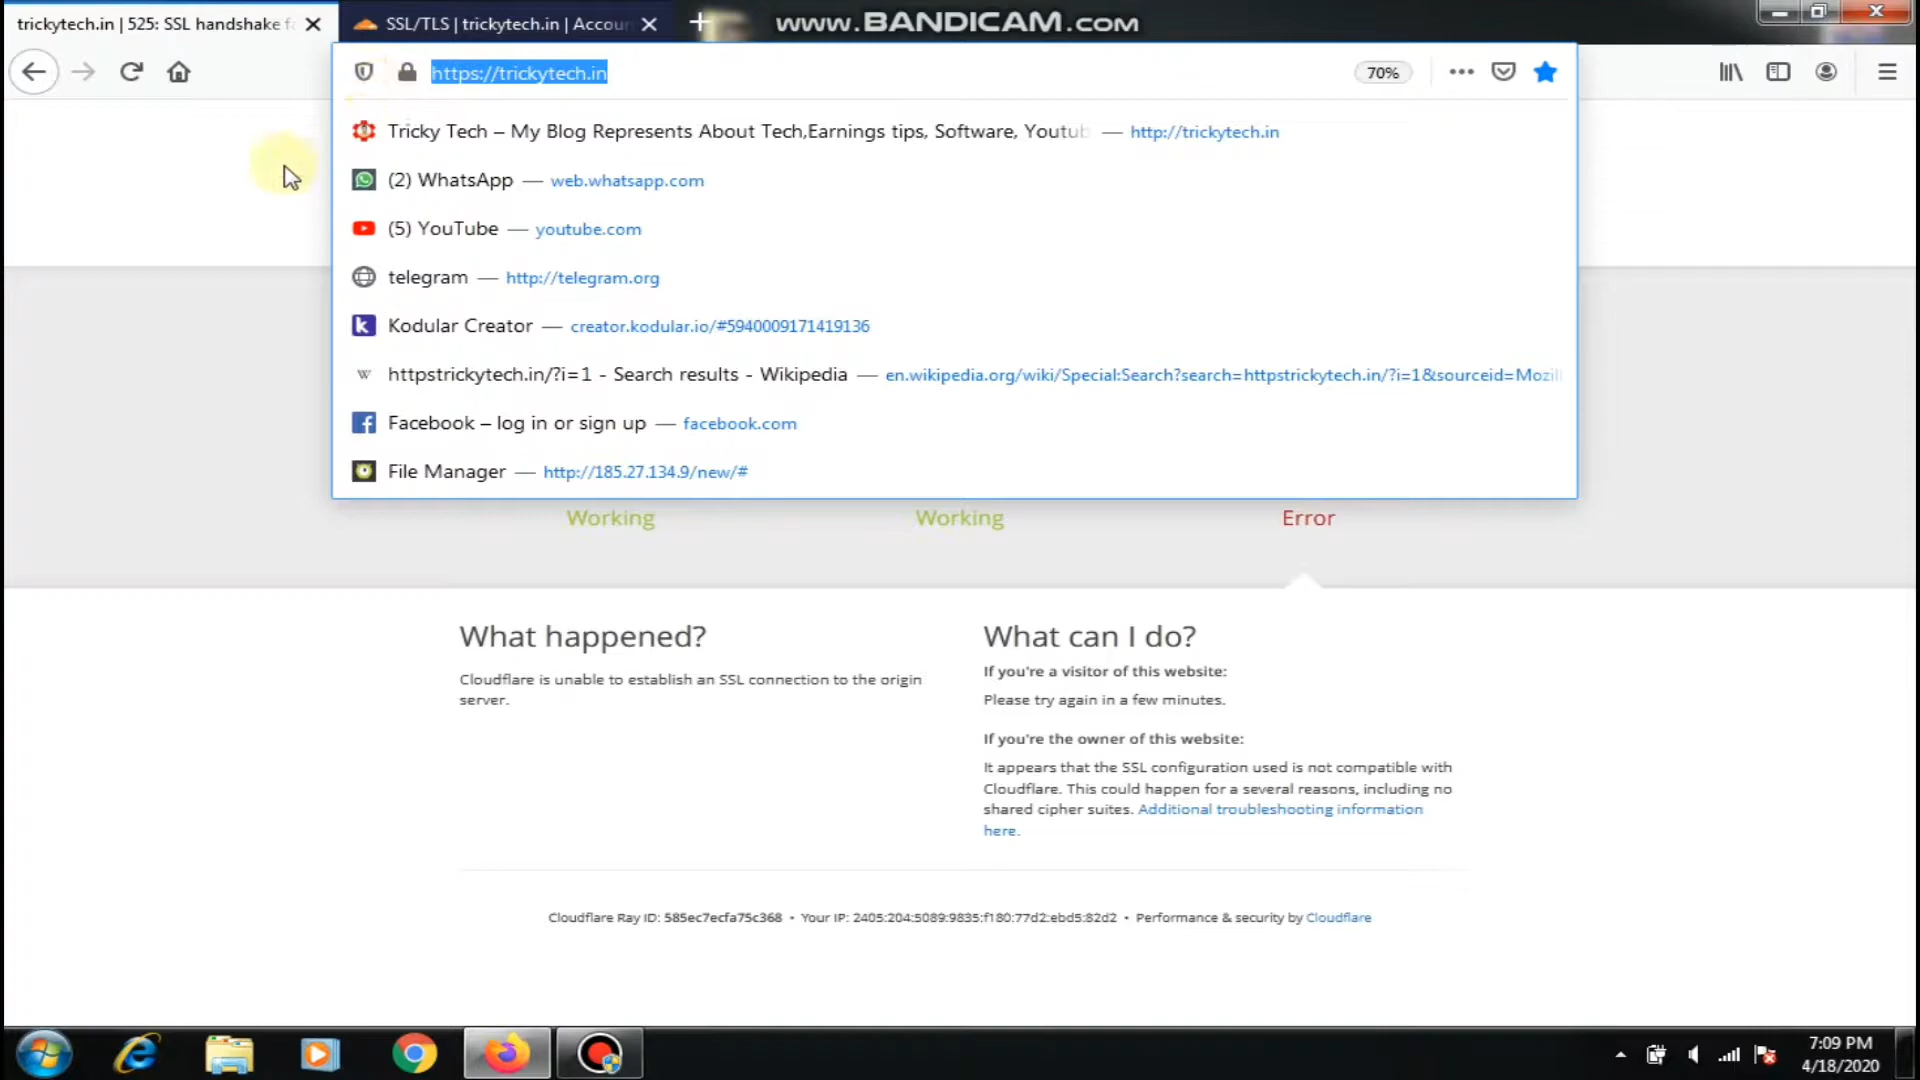 trickytech.in | 525: SSL handshake f
SSL/TLS | trickytech.in | Accour
www.BANDICAM.com
https://trickytech.in
70%
Tricky Tech – My Blog Represents About Tech,Earnings tips, Software, Youtub — http://trickytech.in
(2) WhatsApp — web.whatsapp.com
(5) YouTube — youtube.com
telegram — http://telegram.org
Kodular Creator — creator.kodular.io/#5940009171419136
httpstrickytech.in/?i=1 - Search results - Wikipedia — en.wikipedia.org/wiki/Special:Search?search=httpstrickytech.in/?i=1&sourceid=Mozil
Facebook – log in or sign up — facebook.com
File Manager — http://185.27.134.9/new/#
Working
Working
Error
What happened?
Cloudflare is unable to establish an SSL connection to the origin
server.
What can I do?
If you're a visitor of this website:
Please try again in a few minutes.
If you're the owner of this website:
It appears that the SSL configuration used is not compatible with
Cloudflare. This could happen for a several reasons, including no
shared cipher suites. Additional troubleshooting information
here.
Cloudflare Ray ID: 585ec7ecfa75c368 • Your IP: 2405:204:5089:9835:f180:77d2:ebd5:82d2 • Performance & security by Cloudflare
7:09 PM
4/18/2020